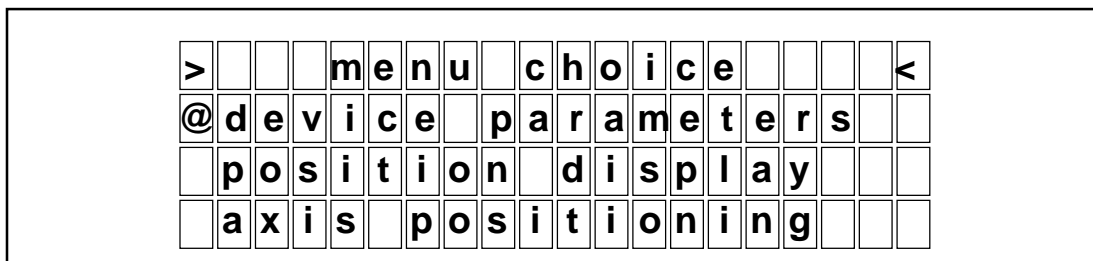 > menu choice <
@device parameters
position display
axis positioning